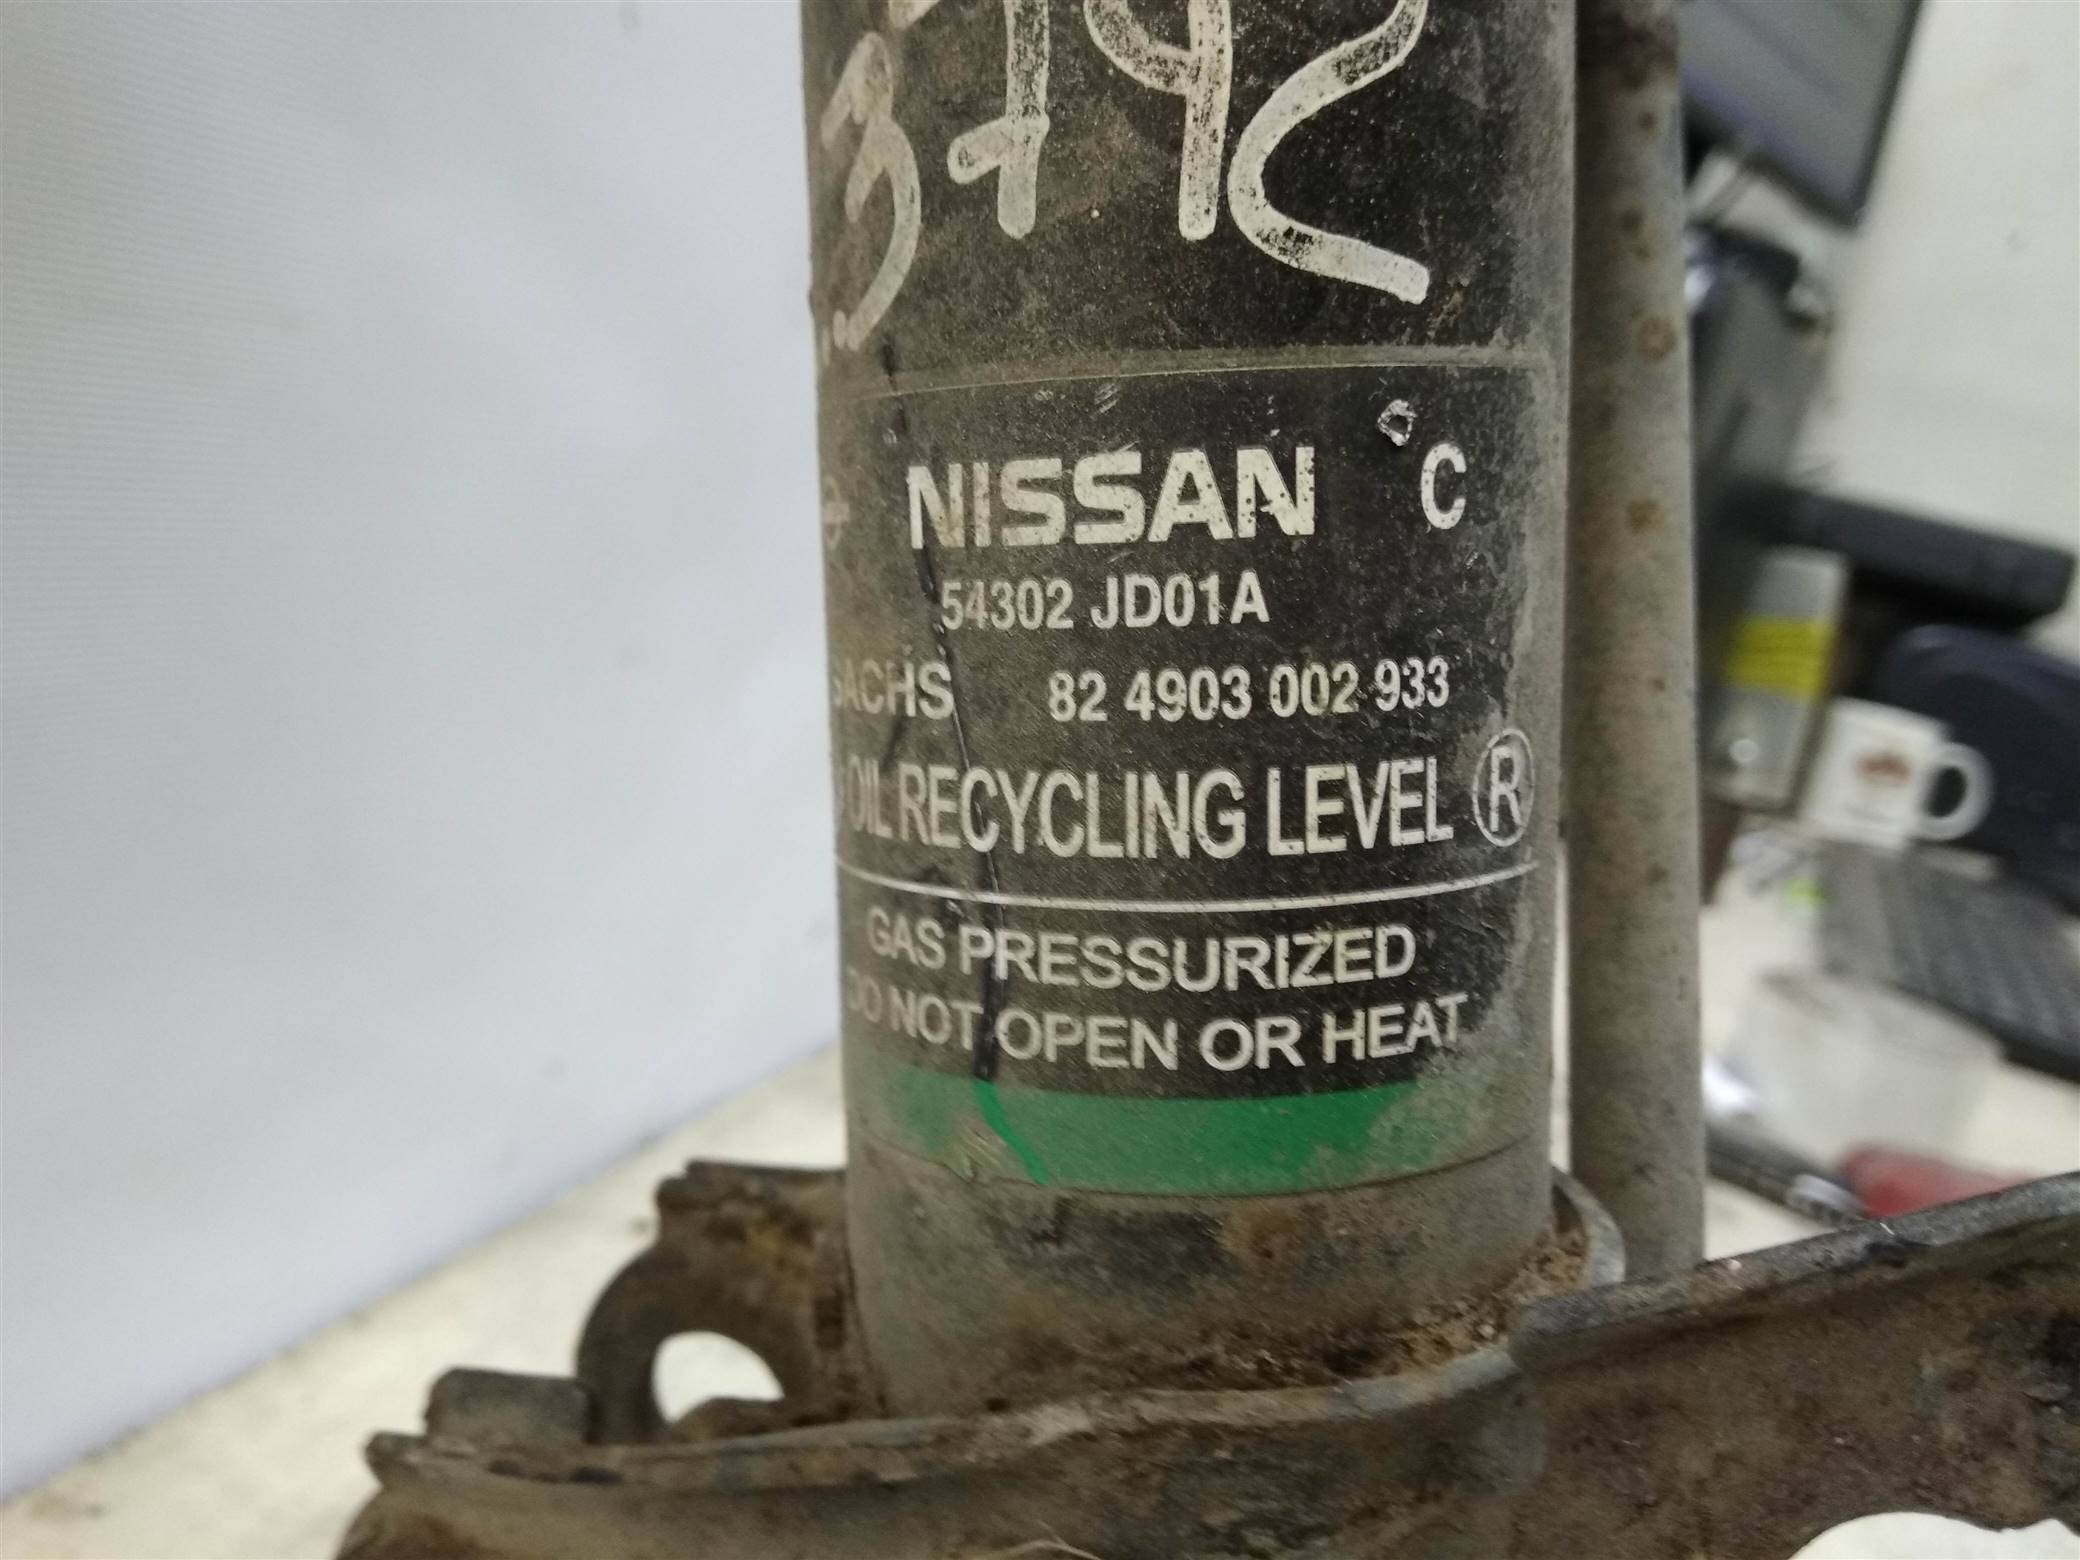 3792
NISSAN °C
54302 JD01A
SACHS 82 4903 002 933
OIL RECYCLING LEVEL Ⓡ
GAS PRESSURIZED
DO NOT OPEN OR HEAT